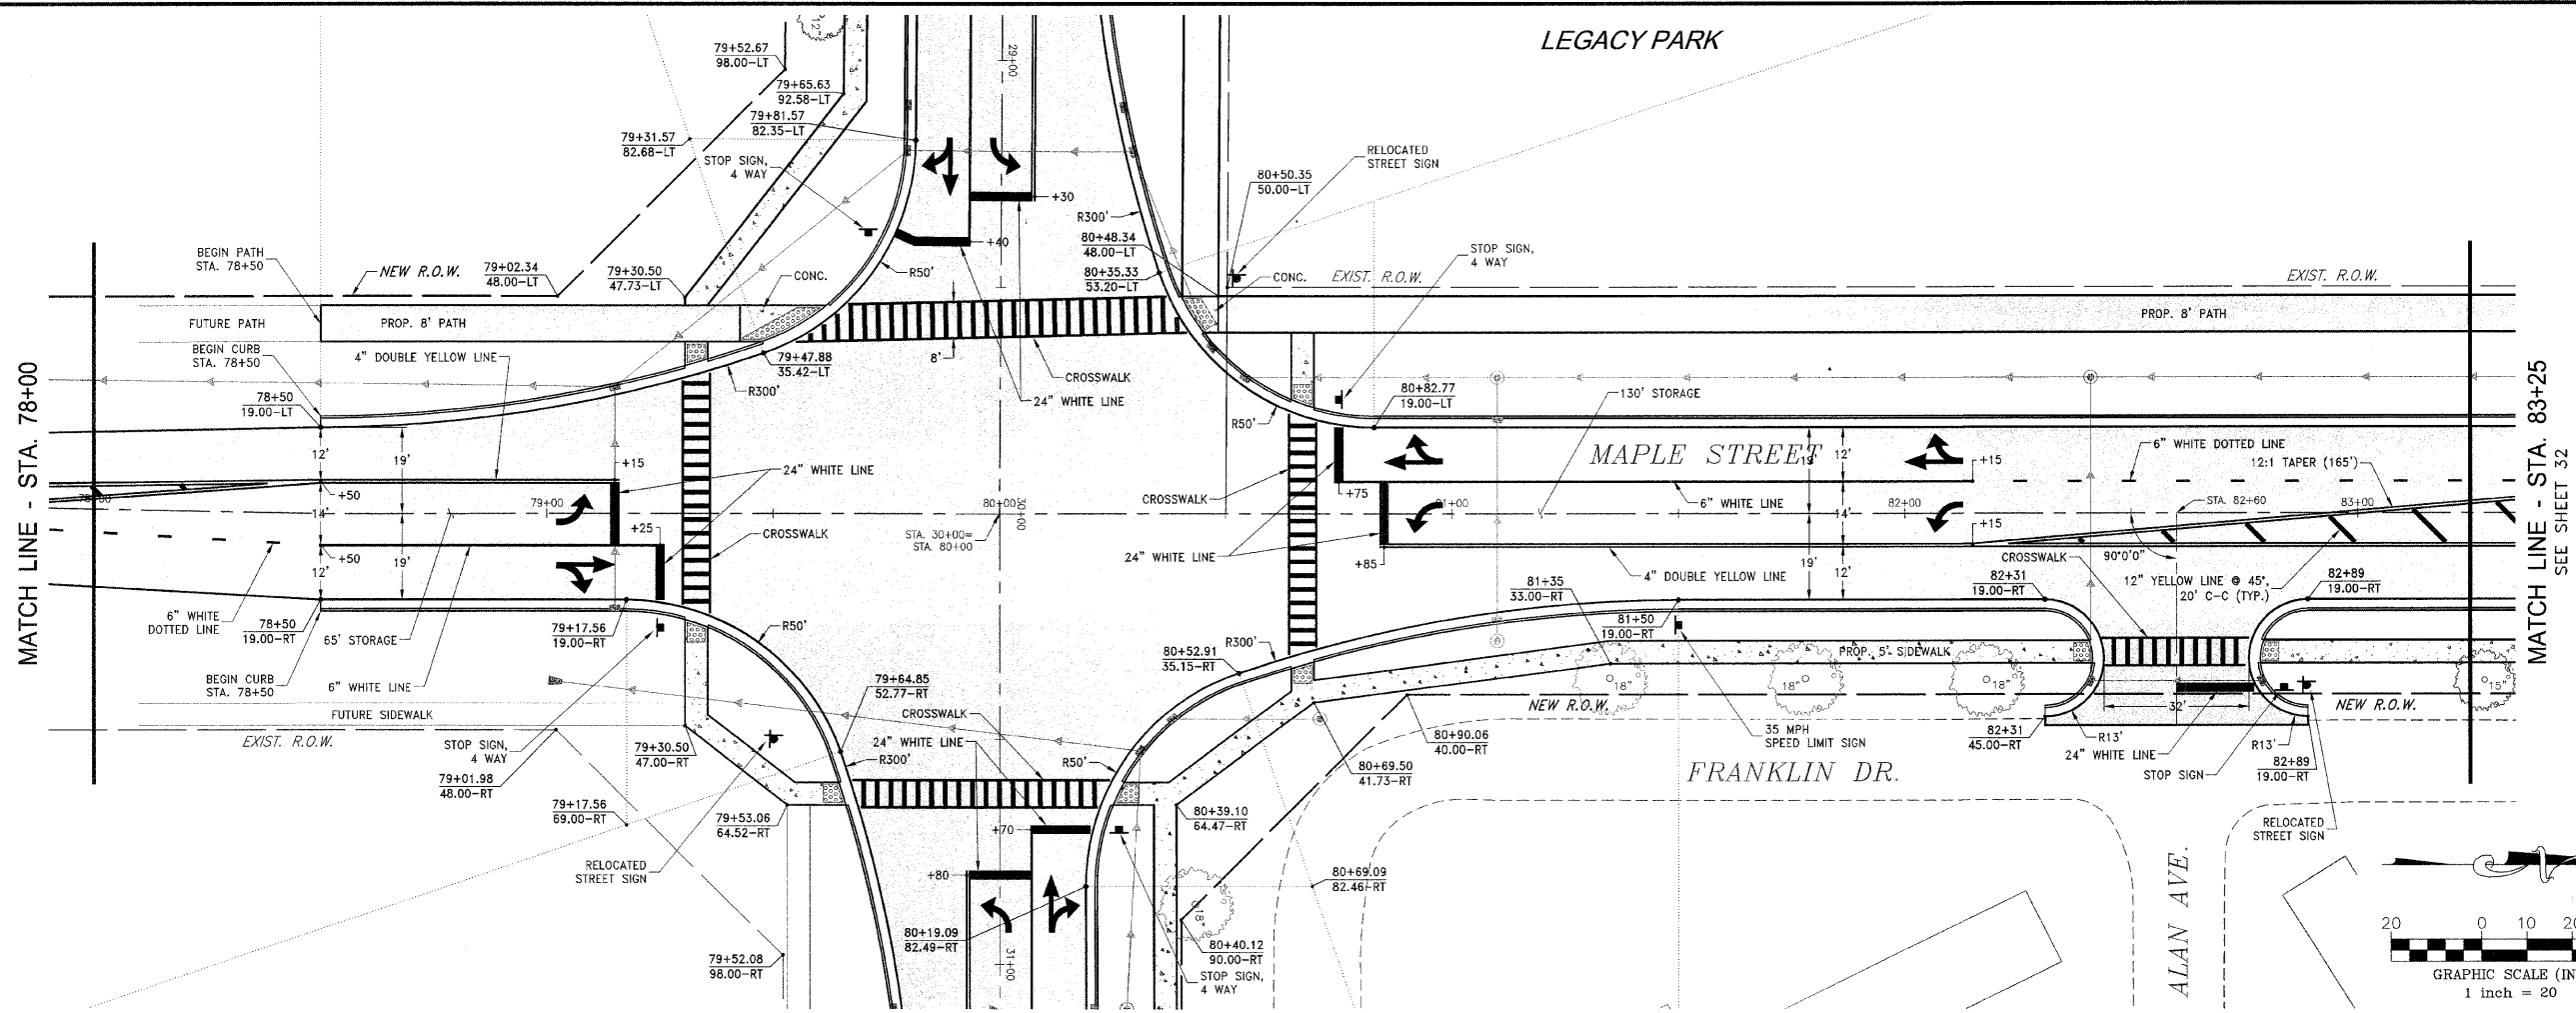 LEGACY PARK
12"
29+00
79+52.67
98.00-LT
79+65.63
92.58-LT
79+81.57
82.35-LT
79+31.57
82.68-LT
STOP SIGN,
4 WAY
+30
+40
RELOCATED
STREET SIGN
80+50.35
50.00-LT
R300'
80+48.34
48.00-LT
80+35.33
53.20-LT
STOP SIGN,
4 WAY
BEGIN PATH
STA. 78+50
NEW R.O.W.
79+02.34
48.00-LT
79+30.50
47.73-LT
CONC.
R50'
CONC.
EXIST. R.O.W.
EXIST. R.O.W.
FUTURE PATH
PROP. 8' PATH
PROP. 8' PATH
BEGIN CURB
STA. 78+50
4" DOUBLE YELLOW LINE
79+47.88
35.42-LT
8'
CROSSWALK
R300'
24" WHITE LINE
MATCH LINE - STA. 78+00
78+50
19.00-LT
80+82.77
19.00-LT
130' STORAGE
R50'
MAPLE STREET
12'
19'
+15
24" WHITE LINE
19'
12'
+15
6" WHITE DOTTED LINE
12:1 TAPER (165')
MATCH LINE - STA. 83+25
SEE SHEET 32
78+00
+50
79+00
14'
+25
CROSSWALK
80+00
30+00
STA. 30+00=
STA. 80+00
CROSSWALK
+75
81+00
6" WHITE LINE
14'
82+00
STA. 82+60
83+00
+50
12'
19'
24" WHITE LINE
+85
4" DOUBLE YELLOW LINE
19'
12'
+15
CROSSWALK
90°0'0"
12" YELLOW LINE @ 45°,
20' C-C (TYP.)
82+31
19.00-RT
82+89
19.00-RT
81+35
33.00-RT
81+50
19.00-RT
6" WHITE
DOTTED LINE
78+50
19.00-RT
65' STORAGE
79+17.56
19.00-RT
R50'
80+52.91
35.15-RT
R300'
PROP. 5' SIDEWALK
BEGIN CURB
STA. 78+50
6" WHITE LINE
79+64.85
52.77-RT
18"
18"
18"
15"
FUTURE SIDEWALK
EXIST. R.O.W.
STOP SIGN,
4 WAY
79+01.98
48.00-RT
79+30.50
47.00-RT
CROSSWALK
24" WHITE LINE
R300'
R50'
NEW R.O.W.
NEW R.O.W.
32'
80+90.06
40.00-RT
80+69.50
41.73-RT
35 MPH
SPEED LIMIT SIGN
82+31
45.00-RT
R13'
24" WHITE LINE
STOP SIGN
R13'
82+89
19.00-RT
FRANKLIN DR.
79+17.56
69.00-RT
79+53.06
64.52-RT
+70
80+39.10
64.47-RT
RELOCATED
STREET SIGN
RELOCATED
STREET SIGN
+80
80+69.09
82.46-RT
18"
80+19.09
82.49-RT
31+00
80+40.12
90.00-RT
79+52.08
98.00-RT
STOP SIGN,
4 WAY
ALAN AVE.
20 0 10 20
GRAPHIC SCALE (IN
1 inch = 20